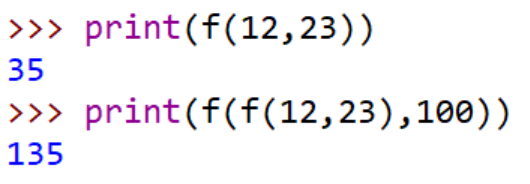 >>> print(f(12,23))
35
>>> print(f(f(12,23),100))
135